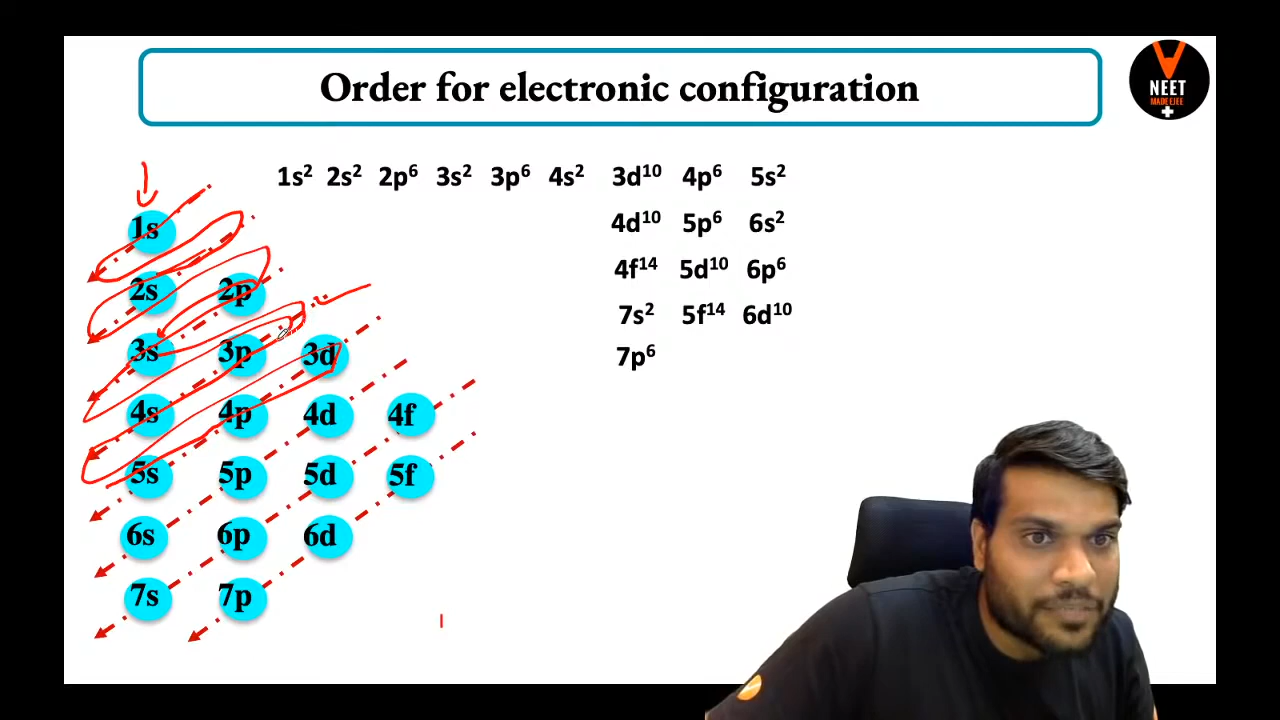 Order for electronic configuration
NEET
MADE EJEE
1s² 2s² 2p⁶ 3s² 3p⁶ 4s² 3d¹⁰ 4p⁶ 5s²
4d¹⁰ 5p⁶ 6s²
4f¹⁴ 5d¹⁰ 6p⁶
7s² 5f¹⁴ 6d¹⁰
7p⁶
1s
2s 2p
3s 3p 3d
4s 4p 4d 4f
5s 5p 5d 5f
6s 6p 6d
7s 7p